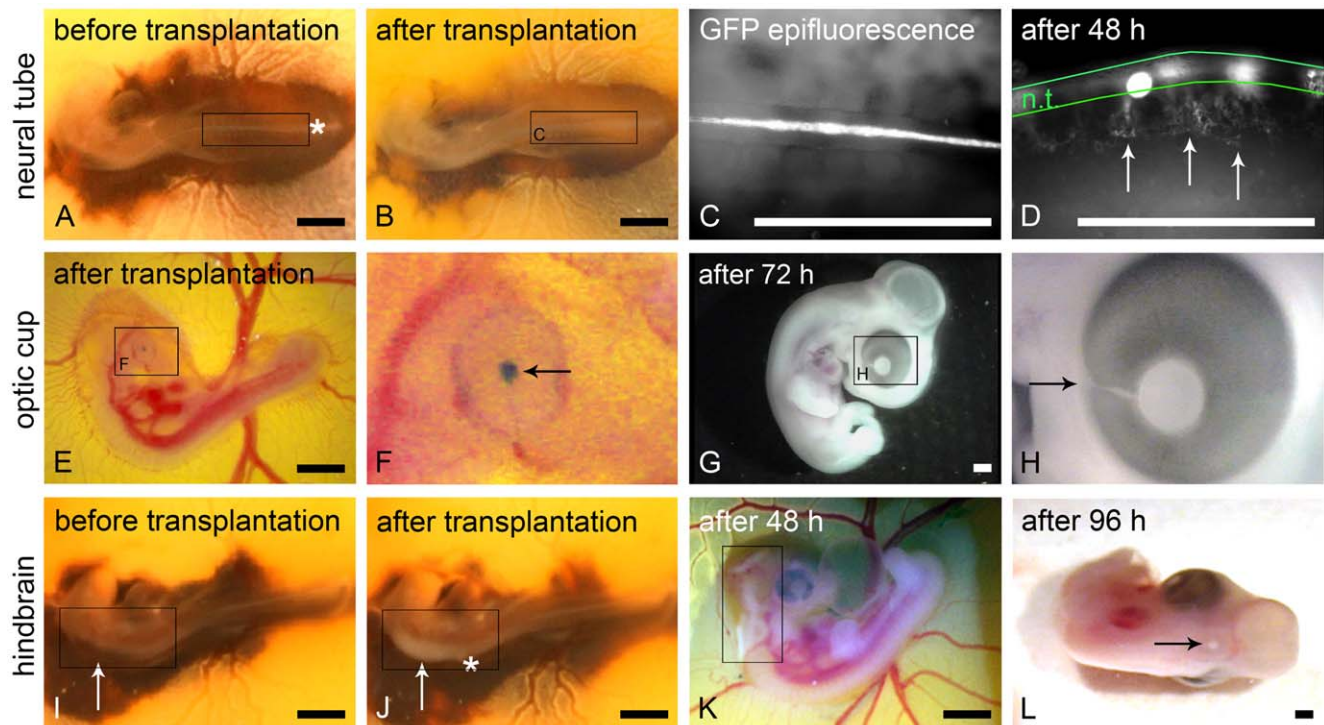 neural tube
before transplantation
*
A
after transplantation
C
B
GFP epifluorescence
C
after 48 h
n.t.
D
optic cup
after transplantation
F
E
F
after 72 h
H
G
H
hindbrain
before transplantation
I
after transplantation
*
J
after 48 h
K
after 96 h
L